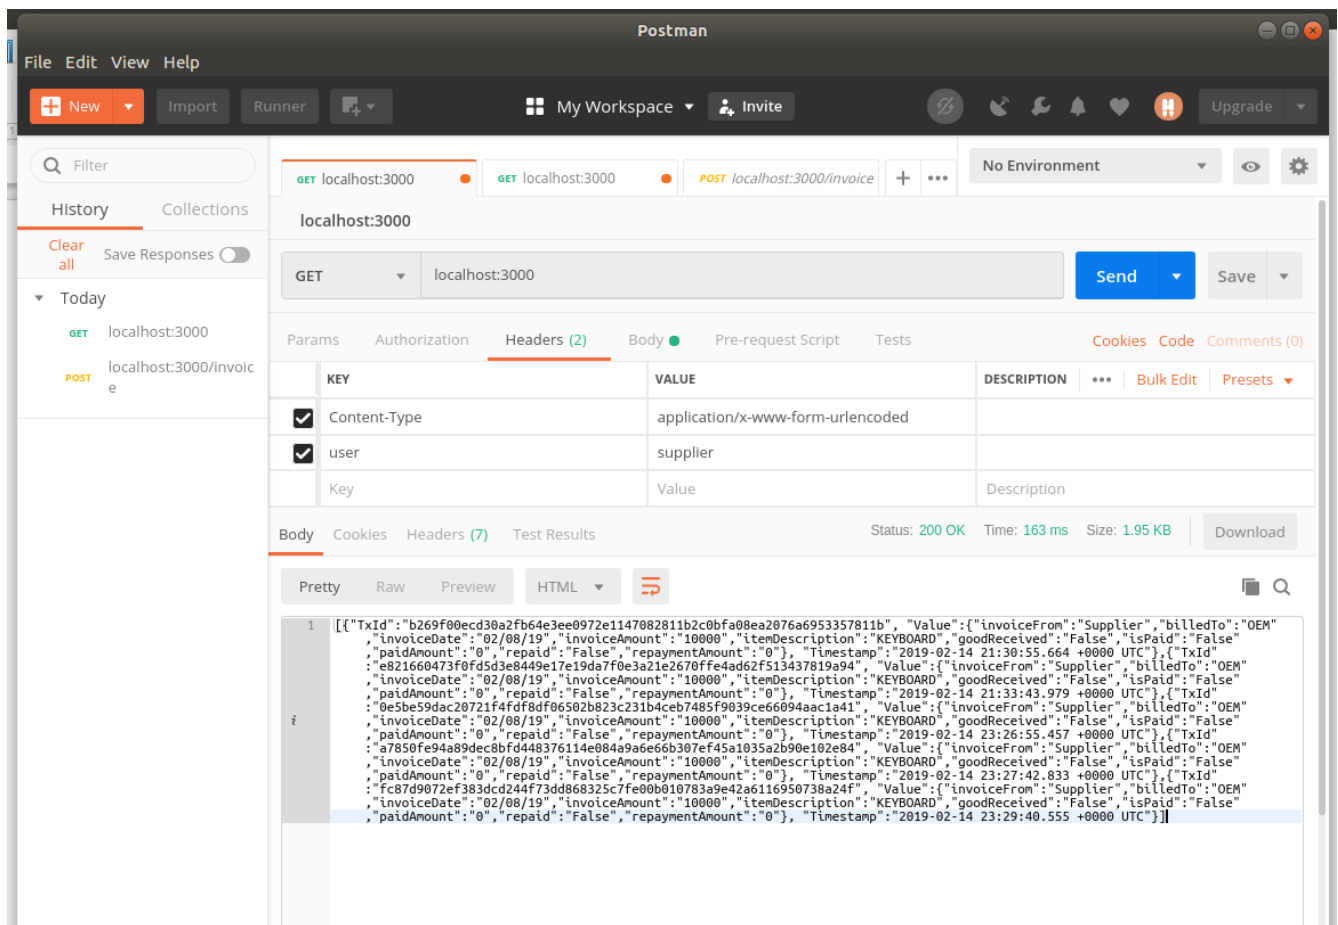 Postman
File Edit View Help
New Import Runner My Workspace Invite Upgrade
Filter
History Collections
Clear all Save Responses
Today
GET localhost:3000
POST localhost:3000/invoic
e
GET localhost:3000 GET localhost:3000 POST localhost:3000/invoice + ••• No Environment
localhost:3000
GET localhost:3000 Send Save
Params Authorization Headers (2) Body Pre-request Script Tests Cookies Code Comments (0)
KEY VALUE DESCRIPTION ••• Bulk Edit Presets
Content-Type application/x-www-form-urlencoded
user supplier
Key Value Description
Body Cookies Headers (7) Test Results Status: 200 OK Time: 163 ms Size: 1.95 KB Download
Pretty Raw Preview HTML
1 [{"TxId":"b269f00ecd30a2fb64e3ee0972e1147082811b2c0bfa08ea2076a6953357811b", "Value":{"invoiceFrom":"Supplier","billedTo":"OEM"
,"invoiceDate":"02/08/19","invoiceAmount":"10000","itemDescription":"KEYBOARD","goodReceived":"False","isPaid":"False"
,"paidAmount":"0","repaid":"False","repaymentAmount":"0"}, "Timestamp":"2019-02-14 21:30:55.664 +0000 UTC"},{"TxId"
:"e821660473f0fd5d3e8449e17e19da7f0e3a21e2670ffe4ad62f513437819a94", "Value":{"invoiceFrom":"Supplier","billedTo":"OEM"
,"invoiceDate":"02/08/19","invoiceAmount":"10000","itemDescription":"KEYBOARD","goodReceived":"False","isPaid":"False"
,"paidAmount":"0","repaid":"False","repaymentAmount":"0"}, "Timestamp":"2019-02-14 21:33:43.979 +0000 UTC"},{"TxId"
:"0e5be59dac20721f4fdf8df06502b823c231b4ceb7485f9039ce66094aac1a41", "Value":{"invoiceFrom":"Supplier","billedTo":"OEM"
,"invoiceDate":"02/08/19","invoiceAmount":"10000","itemDescription":"KEYBOARD","goodReceived":"False","isPaid":"False"
,"paidAmount":"0","repaid":"False","repaymentAmount":"0"}, "Timestamp":"2019-02-14 23:26:55.457 +0000 UTC"},{"TxId"
:"a7850fe94a89dec8bfd448376114e084a9a6e66b307ef45a1035a2b90e102e84", "Value":{"invoiceFrom":"Supplier","billedTo":"OEM"
,"invoiceDate":"02/08/19","invoiceAmount":"10000","itemDescription":"KEYBOARD","goodReceived":"False","isPaid":"False"
,"paidAmount":"0","repaid":"False","repaymentAmount":"0"}, "Timestamp":"2019-02-14 23:27:42.833 +0000 UTC"},{"TxId"
:"fc87d9072ef383dcd244f73dd868325c7fe00b010783a9e42a6116950738a24f", "Value":{"invoiceFrom":"Supplier","billedTo":"OEM"
,"invoiceDate":"02/08/19","invoiceAmount":"10000","itemDescription":"KEYBOARD","goodReceived":"False","isPaid":"False"
,"paidAmount":"0","repaid":"False","repaymentAmount":"0"}, "Timestamp":"2019-02-14 23:29:40.555 +0000 UTC"}]